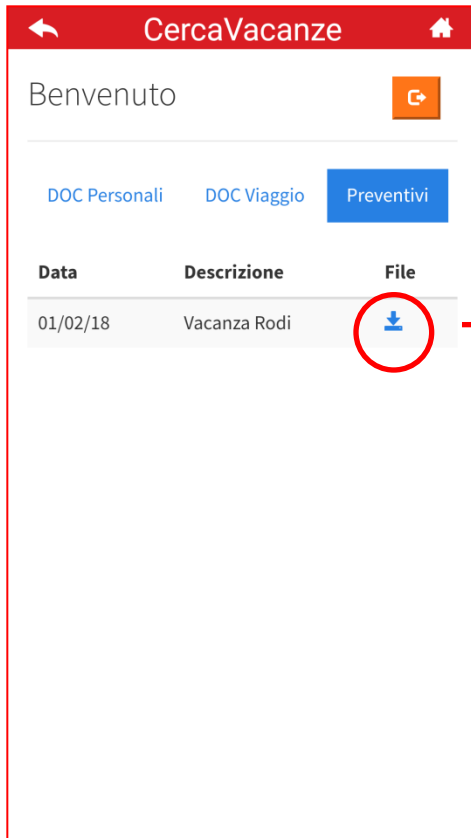 CercaVacanze
Benvenuto
DOC Personali DOC Viaggio Preventivi
Data Descrizione File
01/02/18 Vacanza Rodi